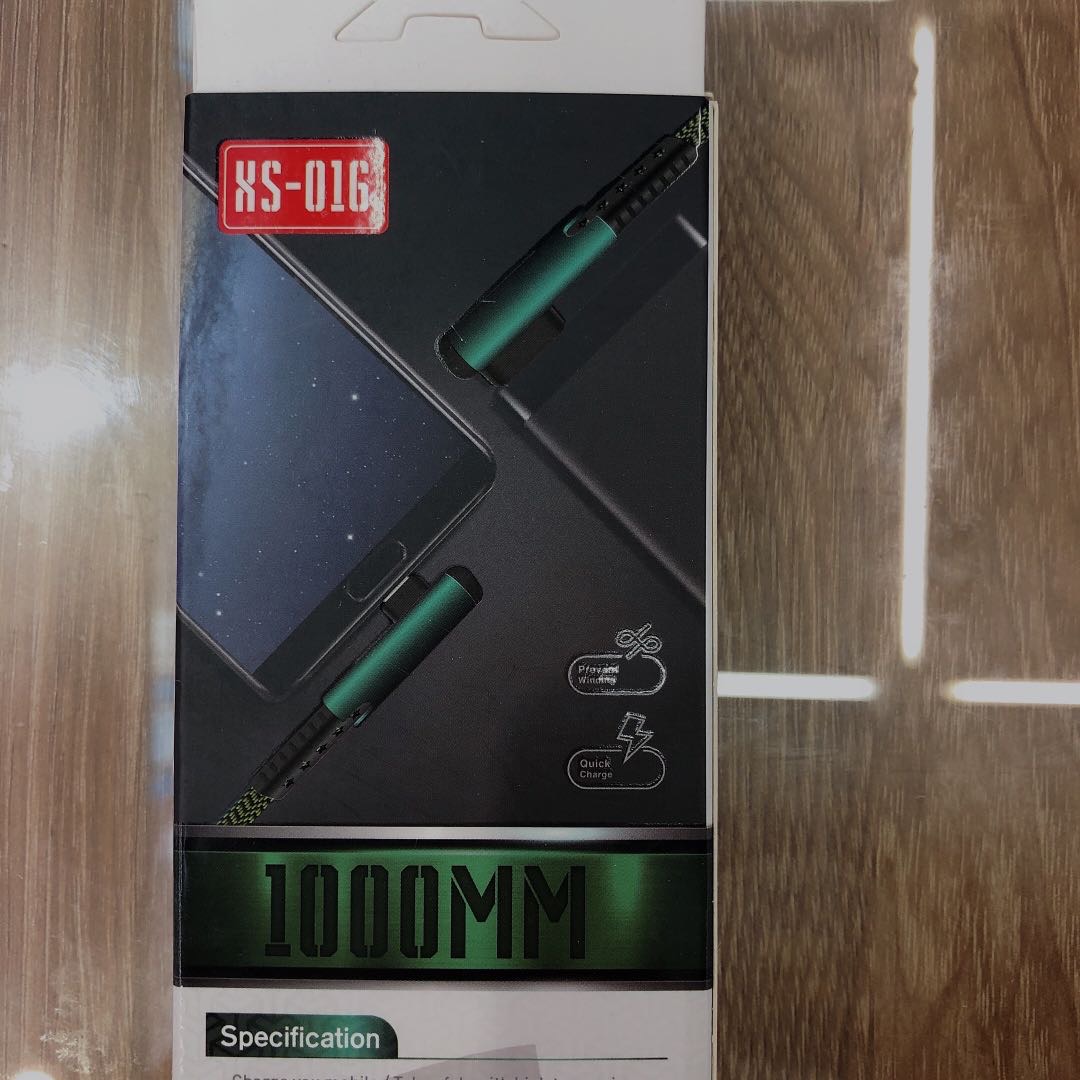 XS-016
Prevent
Winding
Quick
Charge
1000MM
Specification